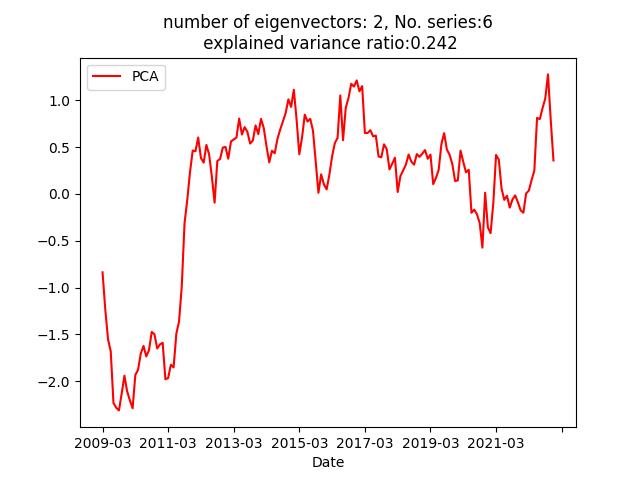 number of eigenvectors: 2, No. series:6
explained variance ratio:0.242
PCA
1.0
0.5
0.0
−0.5
−1.0
−1.5
−2.0
2009-03 2011-03 2013-03 2015-03 2017-03 2019-03 2021-03
Date